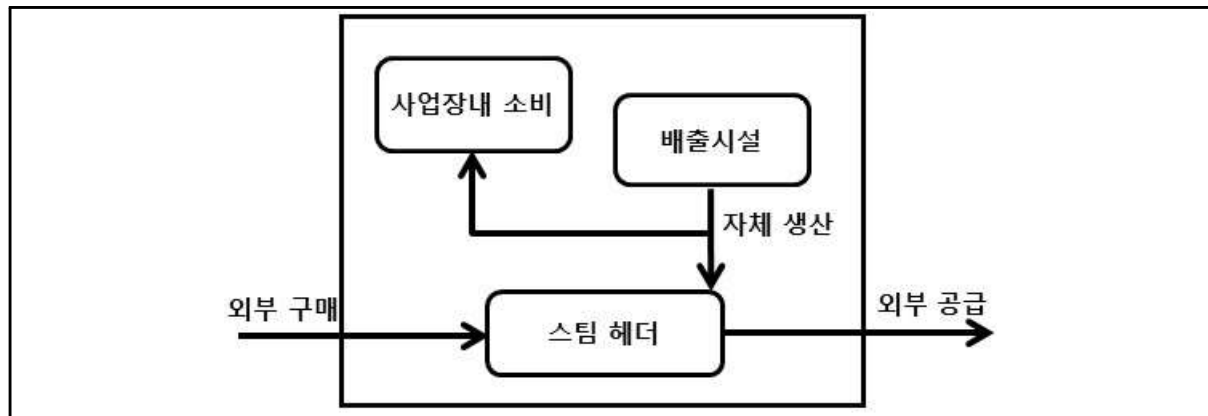 사업장내 소비
배출시설
자체 생산
외부 구매
스팀 헤더
외부 공급